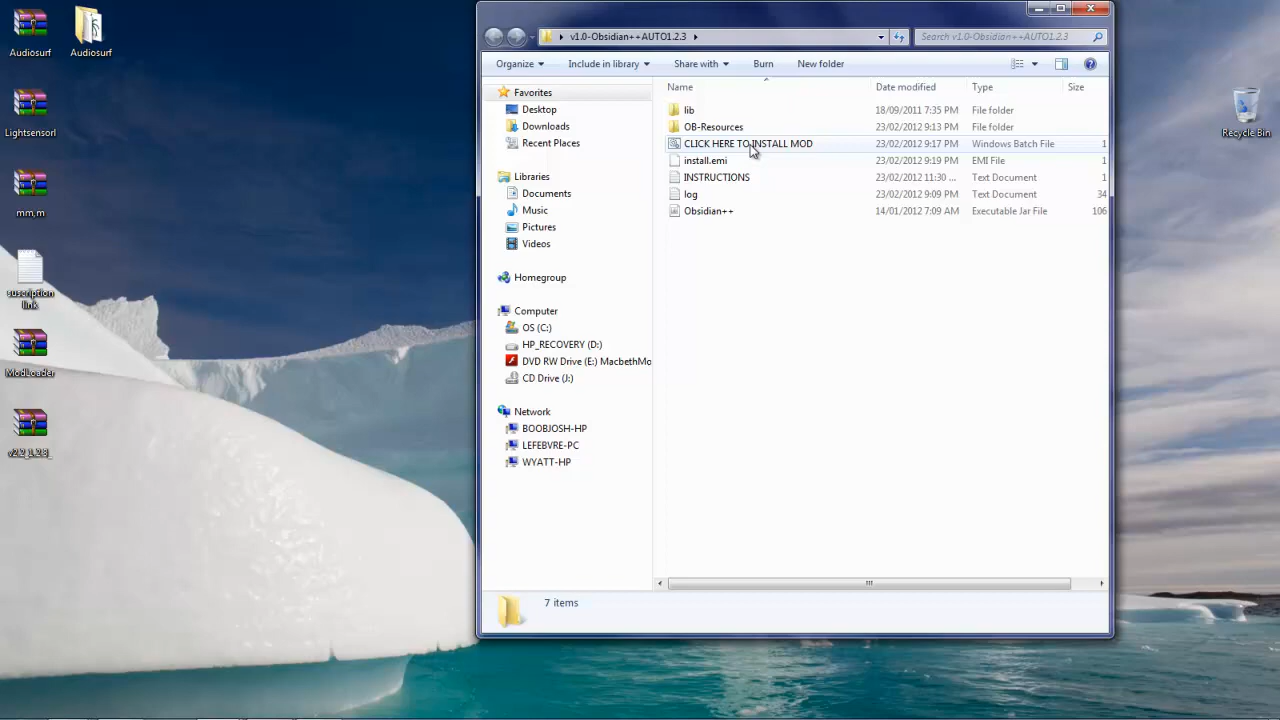 Audiosurf
Audiosurf
Lightsensorl
mm,m
suscription
link
ModLoader
v2.2_1.2.3_
Recycle Bin
v1.0-Obsidian++AUTO1.2.3
Search v1.0-Obsidian++AUTO1.2.3
Organize
Include in library
Share with
Burn
New folder
Favorites
Desktop
Downloads
Recent Places
Libraries
Documents
Music
Pictures
Videos
Homegroup
Computer
OS (C:)
HP_RECOVERY (D:)
DVD RW Drive (E:) MacbethMo
CD Drive (J:)
Network
BOOBJOSH-HP
LEFEBVRE-PC
WYATT-HP
Name Date modified Type Size
lib 18/09/2011 7:35 PM File folder
OB-Resources 23/02/2012 9:13 PM File folder
CLICK HERE TO INSTALL MOD 23/02/2012 9:17 PM Windows Batch File 1
install.emi 23/02/2012 9:19 PM EMI File 1
INSTRUCTIONS 23/02/2012 11:30 ... Text Document 1
log 23/02/2012 9:09 PM Text Document 34
Obsidian++ 14/01/2012 7:09 AM Executable Jar File 106
7 items